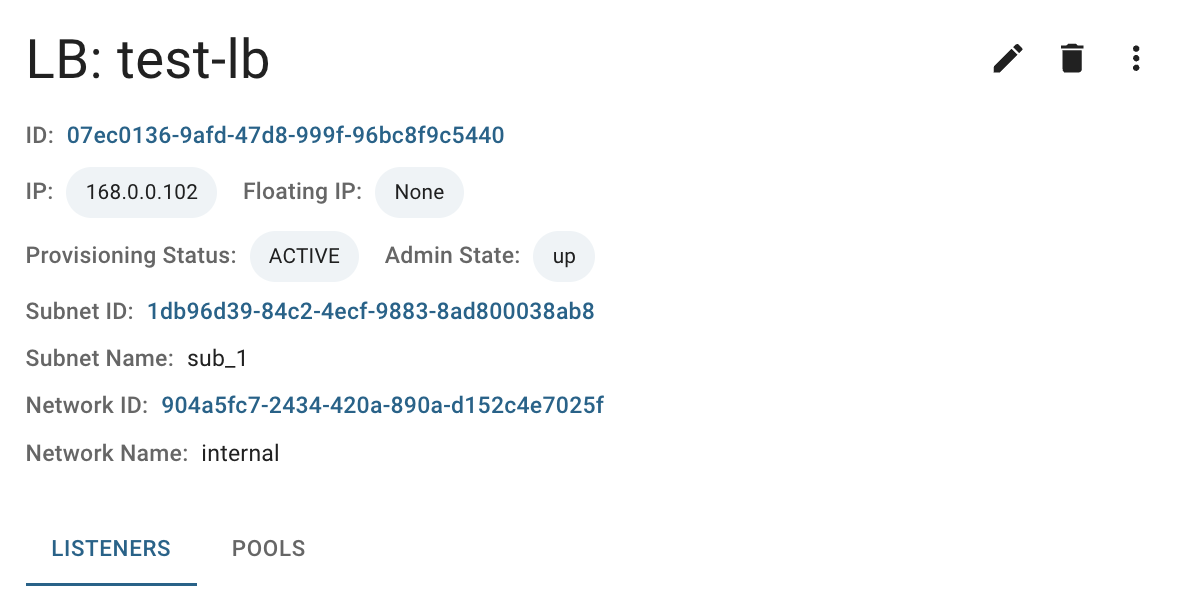 LB: test-lb
ID: 07ec0136-9afd-47d8-999f-96bc8f9c5440
IP: 168.0.0.102 Floating IP: None
Provisioning Status: ACTIVE Admin State: up
Subnet ID: 1db96d39-84c2-4ecf-9883-8ad800038ab8
Subnet Name: sub_1
Network ID: 904a5fc7-2434-420a-890a-d152c4e7025f
Network Name: internal
LISTENERS POOLS